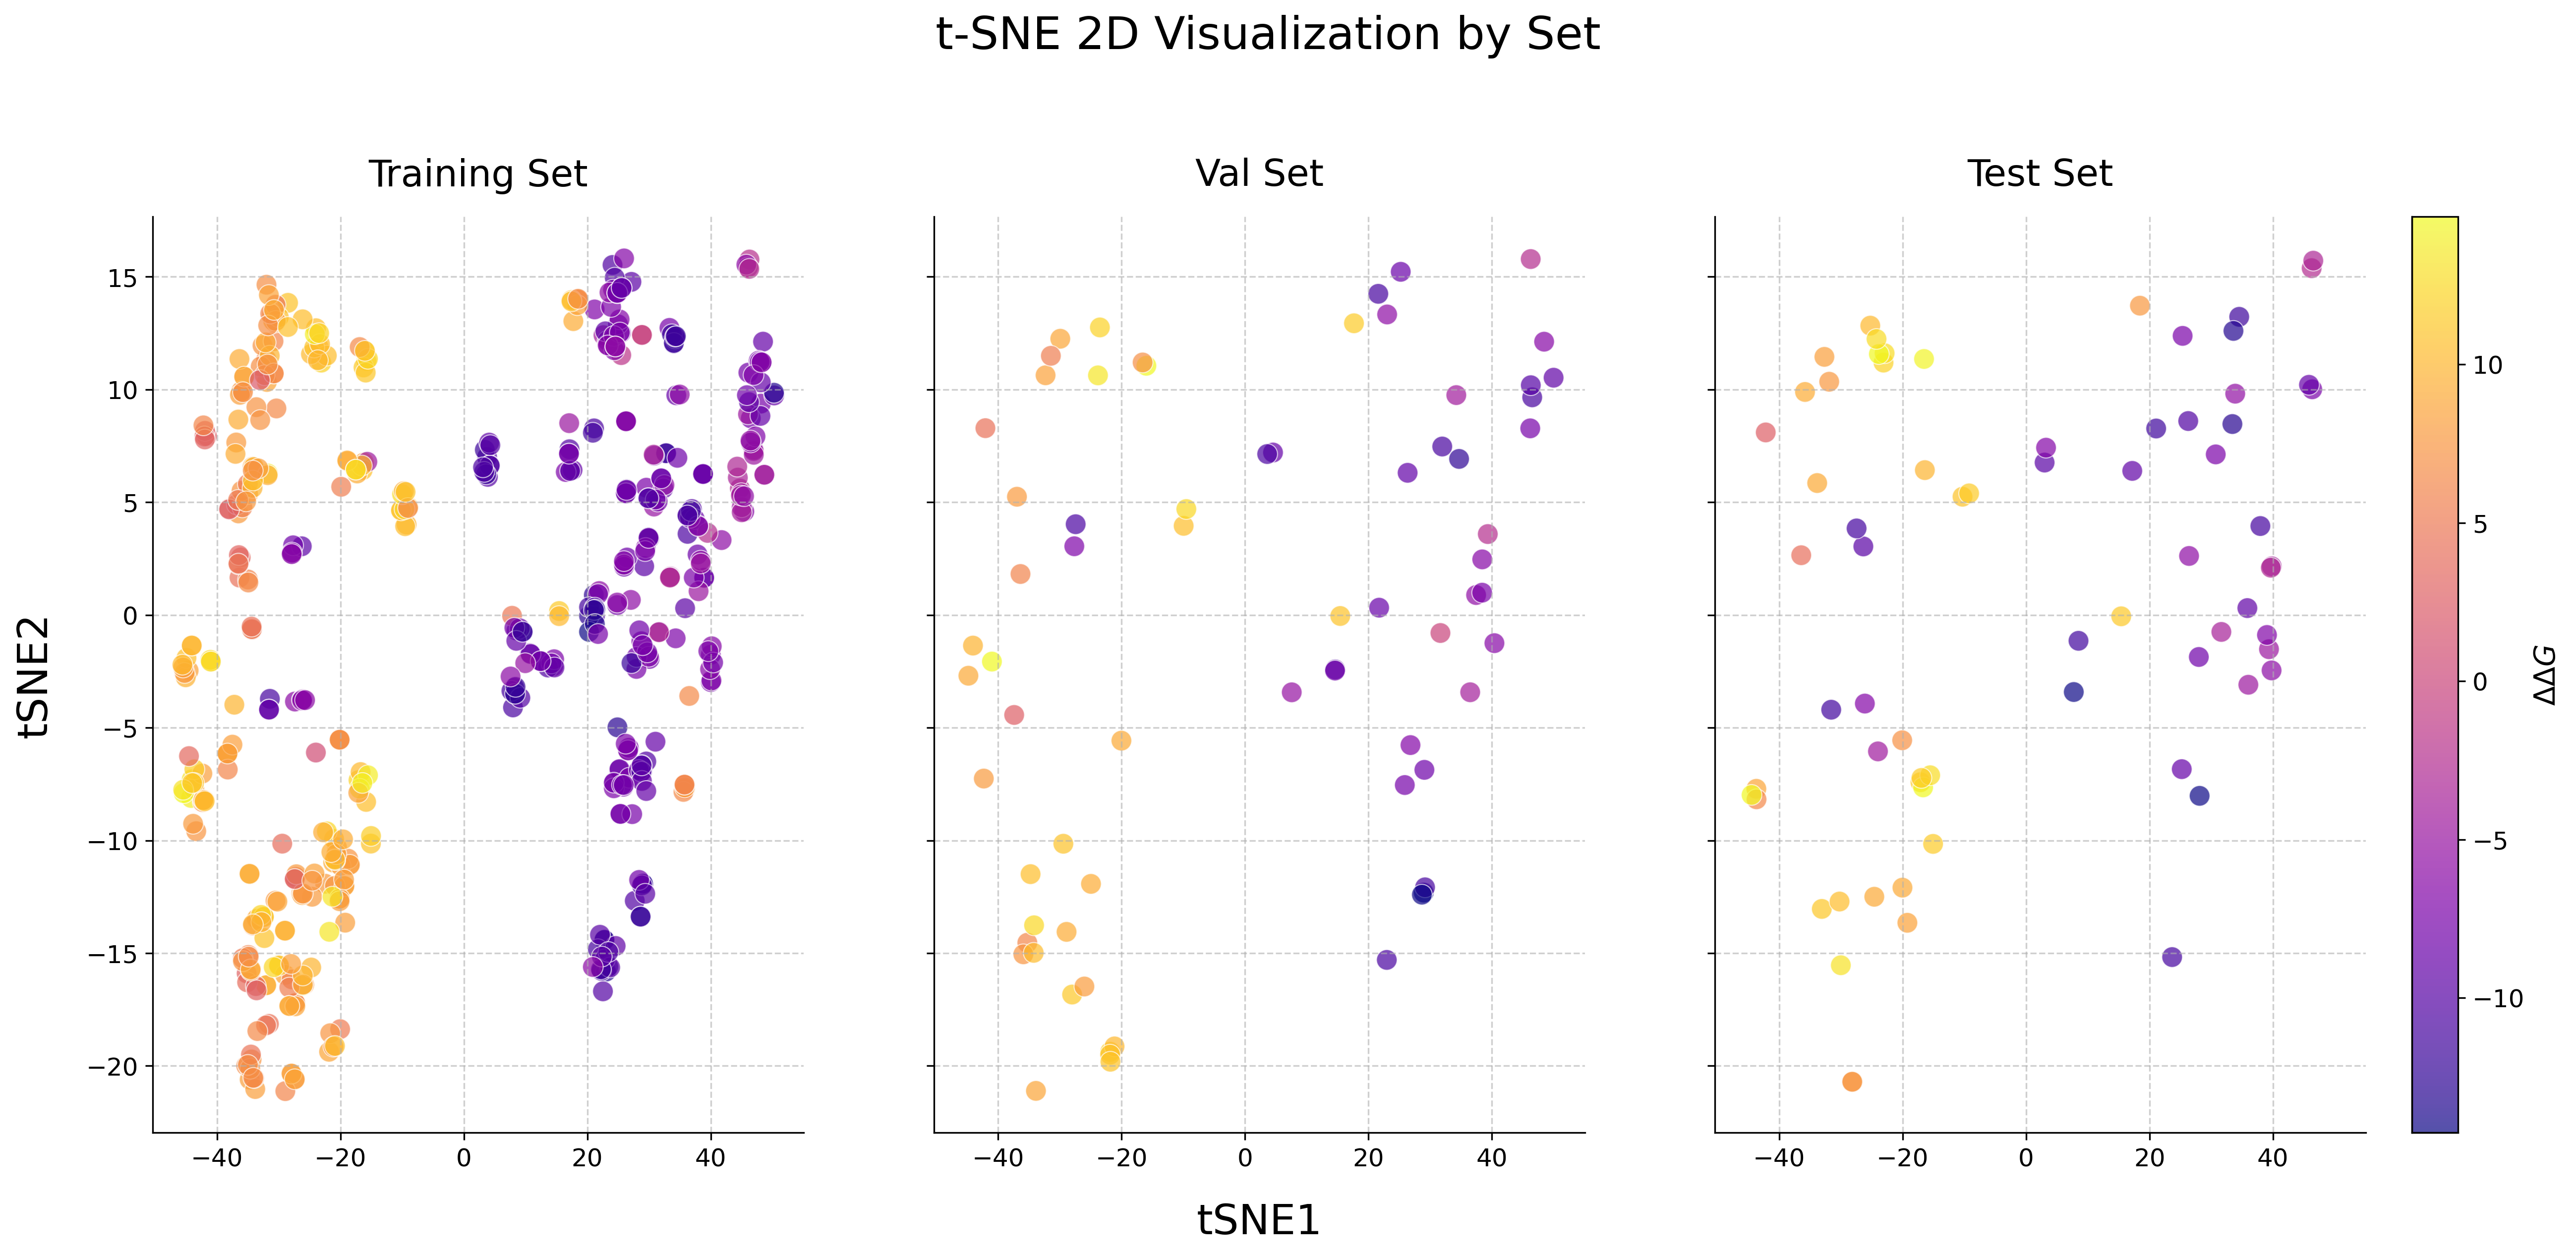 t-SNE 2D Visualization by Set
Training Set
Val Set
Test Set
15
10
5
0
−5
−10
−15
−20
tSNE2
−40 −20 0 20 40
−40 −20 0 20 40
−40 −20 0 20 40
tSNE1
10
5
0
−5
−10
ΔΔG